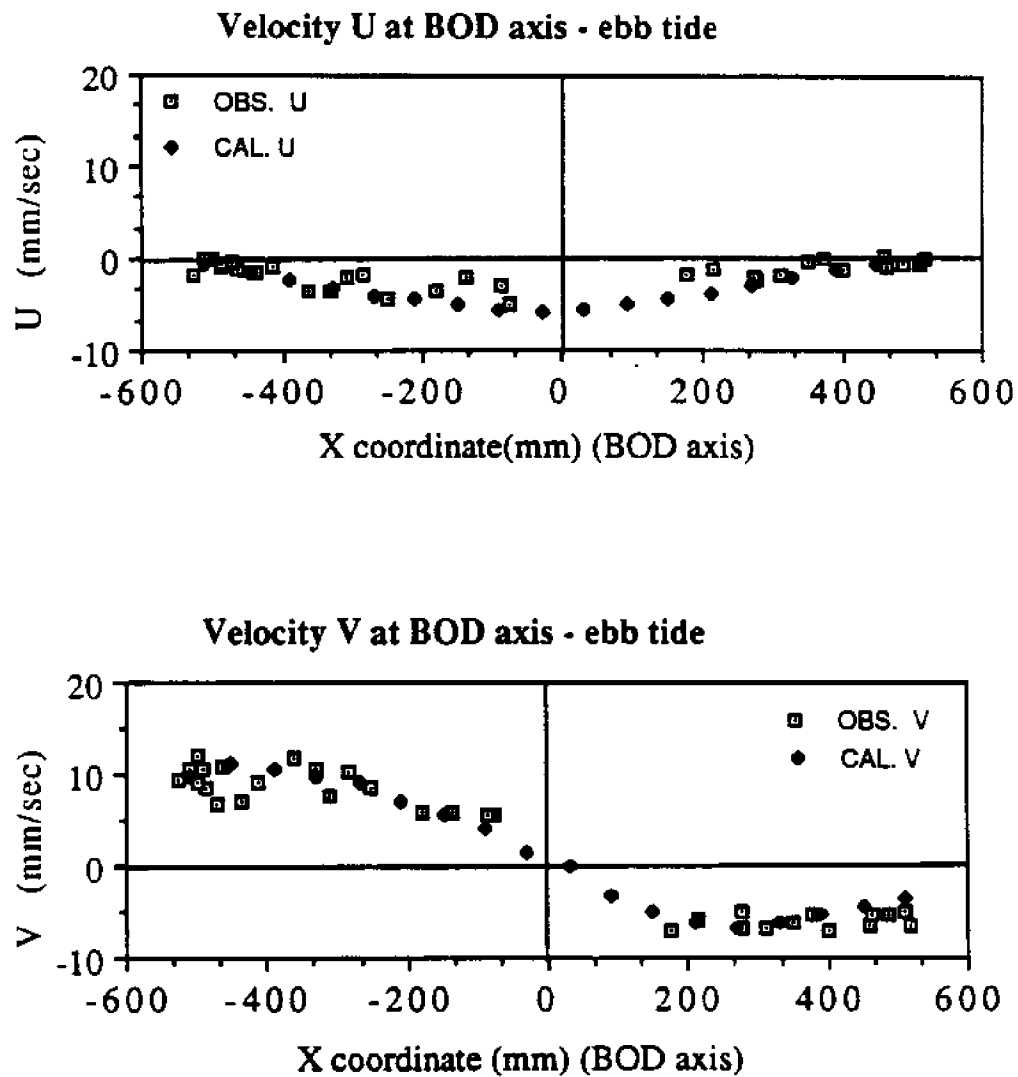 Velocity U at BOD axis - ebb tide
20
OBS. U
CAL. U
10
0
-10
U (mm/sec)
-600 -400 -200 0 200 400 600
X coordinate(mm) (BOD axis)
Velocity V at BOD axis - ebb tide
20
OBS. V
CAL. V
10
0
-10
V (mm/sec)
-600 -400 -200 0 200 400 600
X coordinate (mm) (BOD axis)